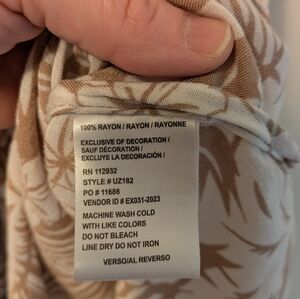 100% RAYON / RAYON / RAYONNE
EXCLUSIVE OF DECORATION /
SAUF DÉCORATION /
EXCLUYE LA DECORACIÓN /
RN 112932
STYLE # UZ182
PO # 11686
VENDOR ID # EX031-2023
MACHINE WASH COLD
WITH LIKE COLORS
DO NOT BLEACH
LINE DRY DO NOT IRON
VERSO/AL REVERSO